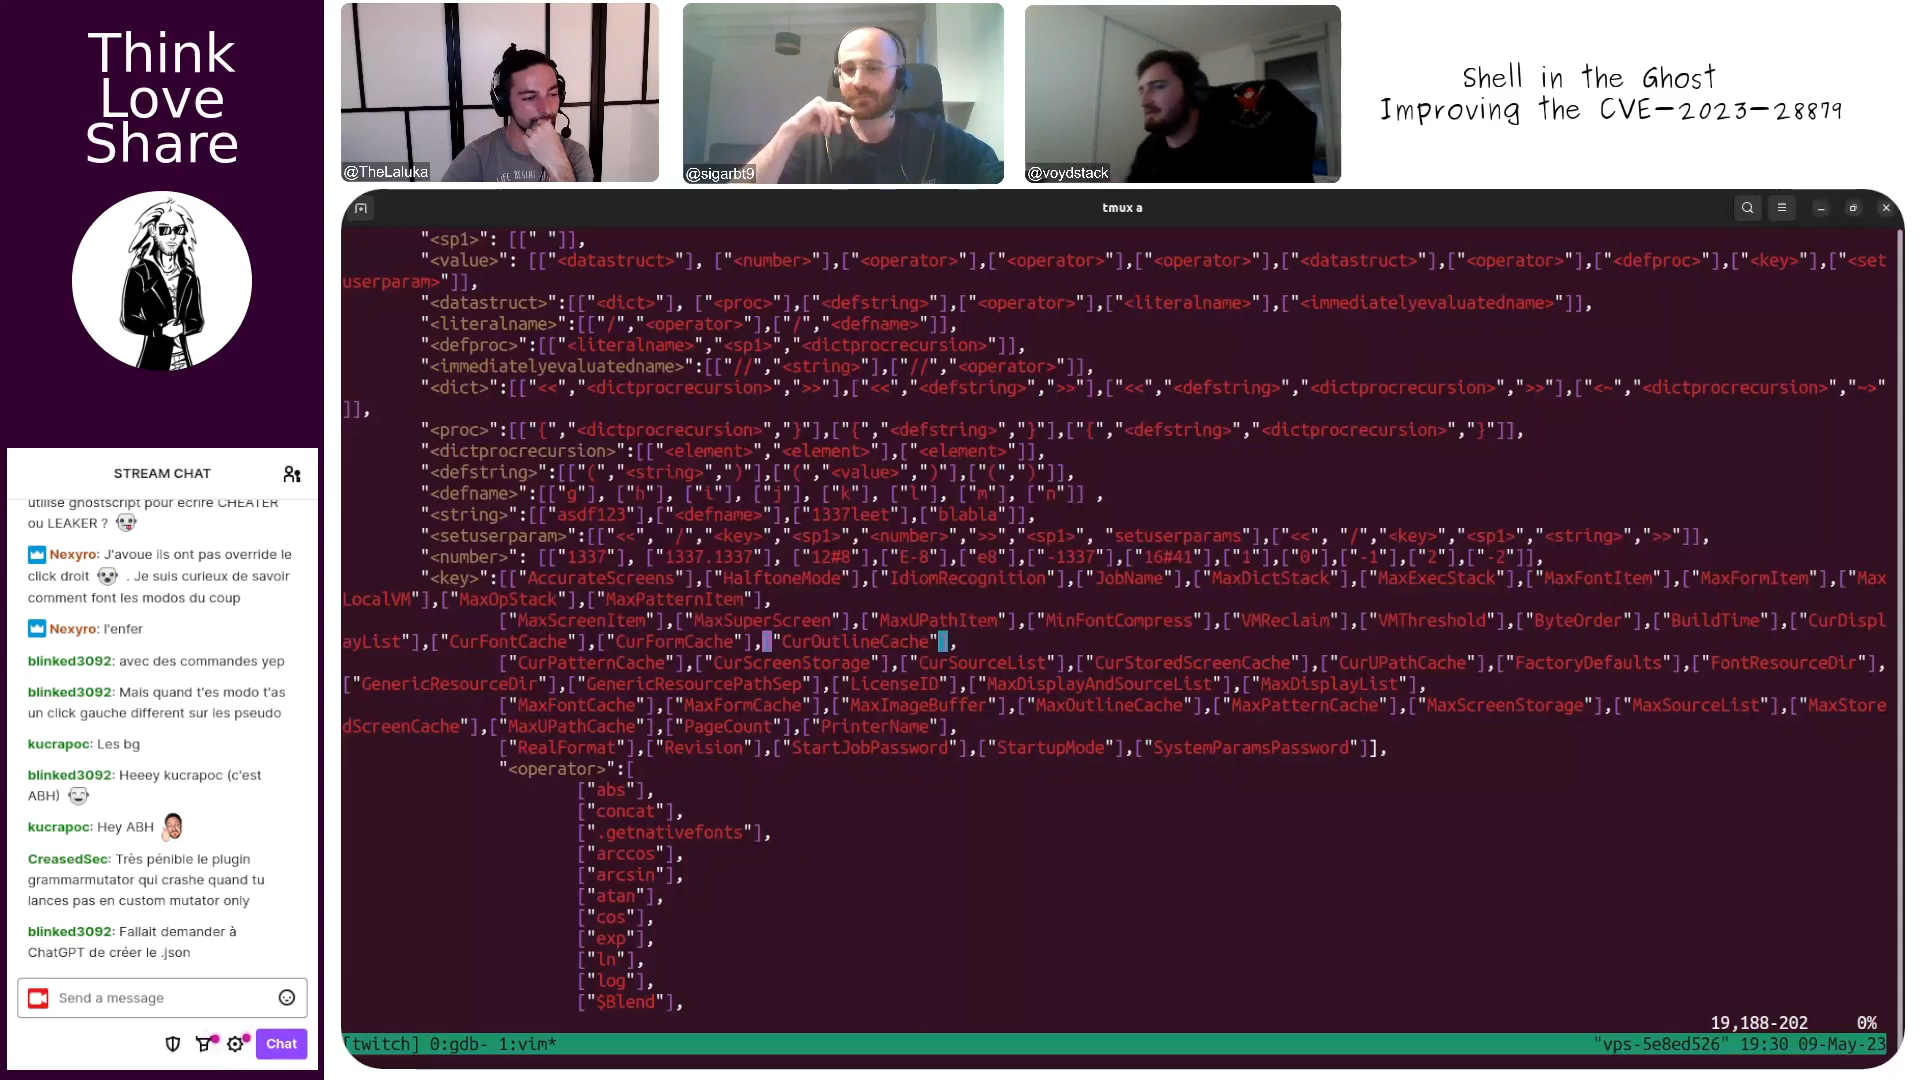 Think
Love
Share
@TheLaluka
@sigarbt9
@voydstack
Shell in the Ghost
Improving the CVE-2023-28879
STREAM CHAT
utilise ghostscript pour écrire CHEATER
ou LEAKER ?
Nexyro: J'avoue ils ont pas override le
click droit . Je suis curieux de savoir
comment font les modos du coup
Nexyro: l'enfer
blinked3092: avec des commandes yep
blinked3092: Mais quand t'es modo t'as
un click gauche different sur les pseudo
kucrapoc: Les bg
blinked3092: Heeey kucrapoc (c'est
ABH)
kucrapoc: Hey ABH
CreasedSec: Très pénible le plugin
grammarmutator qui crashe quand tu
lances pas en custom mutator only
blinked3092: Fallait demander à
ChatGPT de créer le .json
Send a message
Chat
tmux a
"<sp1>": [[" "]],
"<value>": [["<datastruct>"], ["<number>"],["<operator>"],["<operator>"],["<operator>"],["<datastruct>"],["<operator>"],["<defproc>"],["<key>"],["<set
userparam>"]],
"<datastruct>":[["<dict>"], ["<proc>"],["<defstring>"],["<operator>"],["<literalname>"],["<immediatelyevaluatedname>"]],
"<literalname>":[["/","<operator>"],["/","<defname>"]],
"<defproc>":[["<literalname>","<sp1>","<dictprocrecursion>"]],
"<immediatelyevaluatedname>":[["//","<string>"],["//","<operator>"]],
"<dict>":[["<<","<dictprocrecursion>",">>"],["<<","<defstring>",">>"],["<<","<defstring>","<dictprocrecursion>",">>"],["<~","<dictprocrecursion>","~>"
]],
"<proc>":[["{","<dictprocrecursion>","}"],["{","<defstring>","}"],["{","<defstring>","<dictprocrecursion>","}"]],
"<dictprocrecursion>":[["<element>","<element>"],["<element>"]],
"<defstring>":[["(","<string>",")"],["(","<value>",")"],["(",")"]],
"<defname>":[["g"], ["h"], ["i"], ["j"], ["k"], ["l"], ["m"], ["n"]] ,
"<string>":[["asdf123"],["<defname>"],["1337leet"],["blabla"]],
"<setuserparam>":[["<<", "/","<key>","<sp1>","<number>",">>","<sp1>", "setuserparams"],["<<", "/","<key>","<sp1>","<string>",">>"]],
"<number>": [["1337"], ["1337.1337"], ["12#8"],["E-8"],["e8"],["-1337"],["16#41"],["1"],["0"],["-1"],["2"],["-2"]],
"<key>":[["AccurateScreens"],["HalftoneMode"],["IdiomRecognition"],["JobName"],["MaxDictStack"],["MaxExecStack"],["MaxFontItem"],["MaxFormItem"],["Max
LocalVM"],["MaxOpStack"],["MaxPatternItem"],
["MaxScreenItem"],["MaxSuperScreen"],["MaxUPathItem"],["MinFontCompress"],["VMReclaim"],["VMThreshold"],["ByteOrder"],["BuildTime"],["CurDispl
ayList"],["CurFontCache"],["CurFormCache"],["CurOutlineCache"],
["CurPatternCache"],["CurScreenStorage"],["CurSourceList"],["CurStoredScreenCache"],["CurUPathCache"],["FactoryDefaults"],["FontResourceDir"],
["GenericResourceDir"],["GenericResourcePathSep"],["LicenseID"],["MaxDisplayAndSourceList"],["MaxDisplayList"],
["MaxFontCache"],["MaxFormCache"],["MaxImageBuffer"],["MaxOutlineCache"],["MaxPatternCache"],["MaxScreenStorage"],["MaxSourceList"],["MaxStore
dScreenCache"],["MaxUPathCache"],["PageCount"],["PrinterName"],
["RealFormat"],["Revision"],["StartJobPassword"],["StartupMode"],["SystemParamsPassword"]],
"<operator>":[
["abs"],
["concat"],
[".getnativefonts"],
["arccos"],
["arcsin"],
["atan"],
["cos"],
["exp"],
["ln"],
["log"],
["$Blend"],
19,188-202 0%
[twitch] 0:gdb- 1:vim* "vps-5e8ed526" 19:30 09-May-23